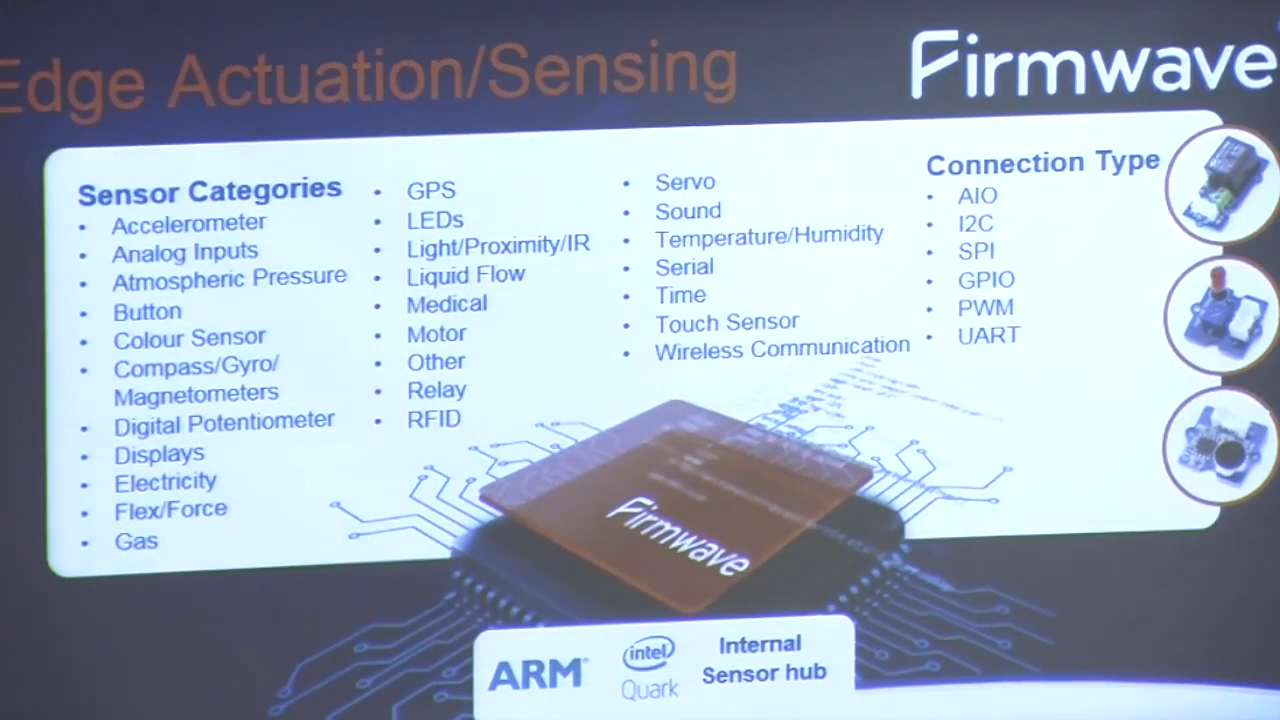 Edge Actuation/Sensing
Firmwave
Sensor Categories
• Accelerometer
• Analog Inputs
• Atmospheric Pressure
• Button
• Colour Sensor
• Compass/Gyro/
Magnetometers
• Digital Potentiometer
• Displays
• Electricity
• Flex/Force
• Gas
• GPS
• LEDs
• Light/Proximity/IR
• Liquid Flow
• Medical
• Motor
• Other
• Relay
• RFID
• Servo
• Sound
• Temperature/Humidity
• Serial
• Time
• Touch Sensor
• Wireless Communication
Connection Type
• AIO
• I2C
• SPI
• GPIO
• PWM
• UART
Firmwave
ARM
intel
Quark
Internal
Sensor hub